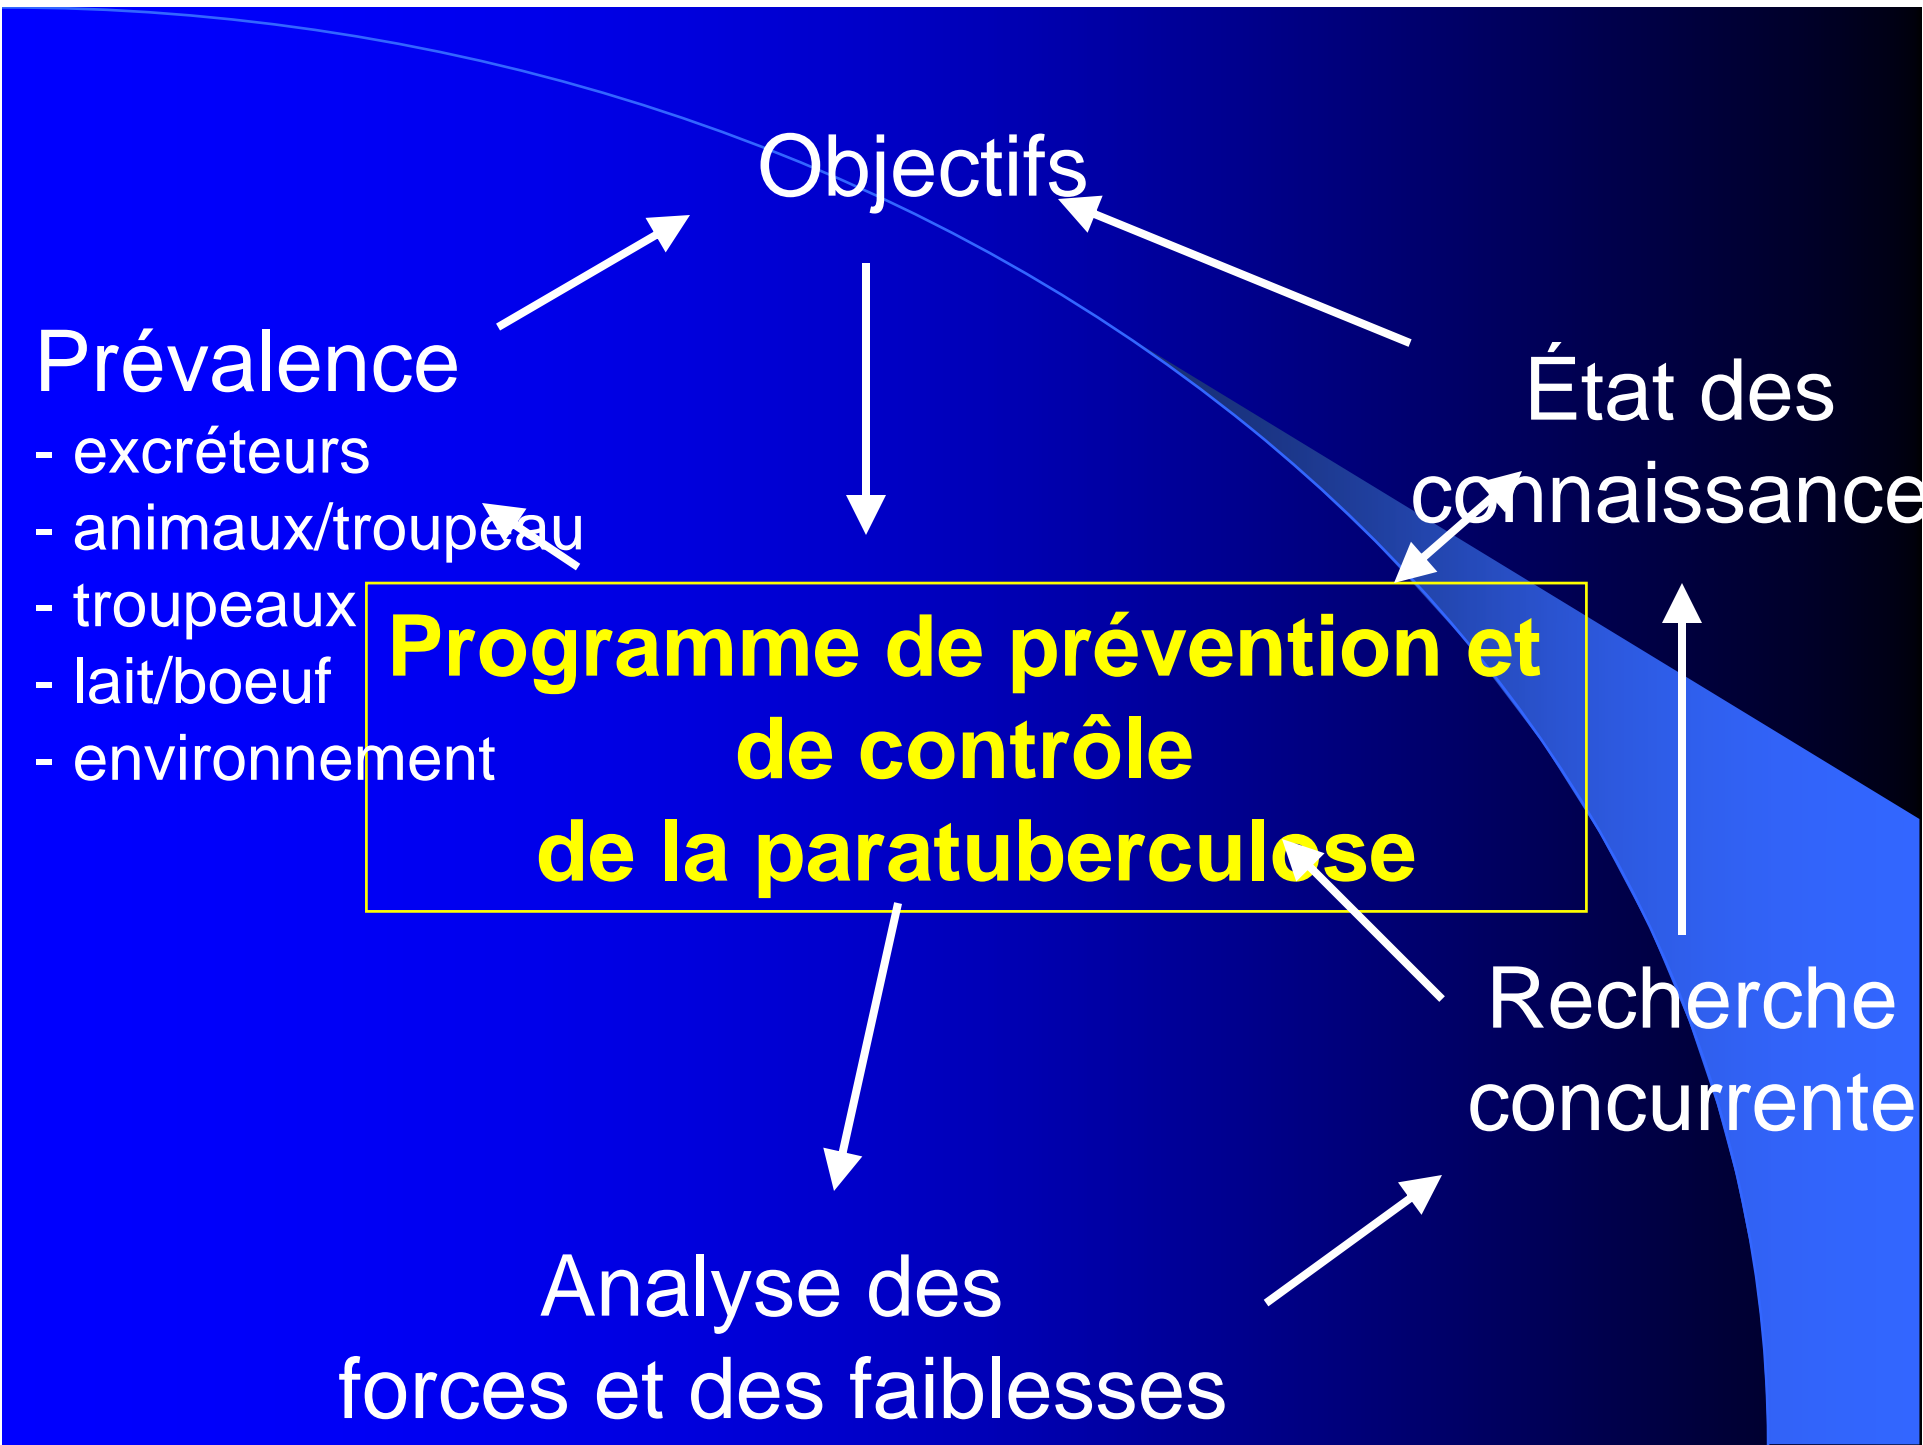 Objectifs
Prévalence
- excréteurs
- animaux/troupeau
- troupeaux
- lait/boeuf
- environnement
État des
connaissance
Programme de prévention et
de contrôle
de la paratuberculose
Recherche
concurrente
Analyse des
forces et des faiblesses